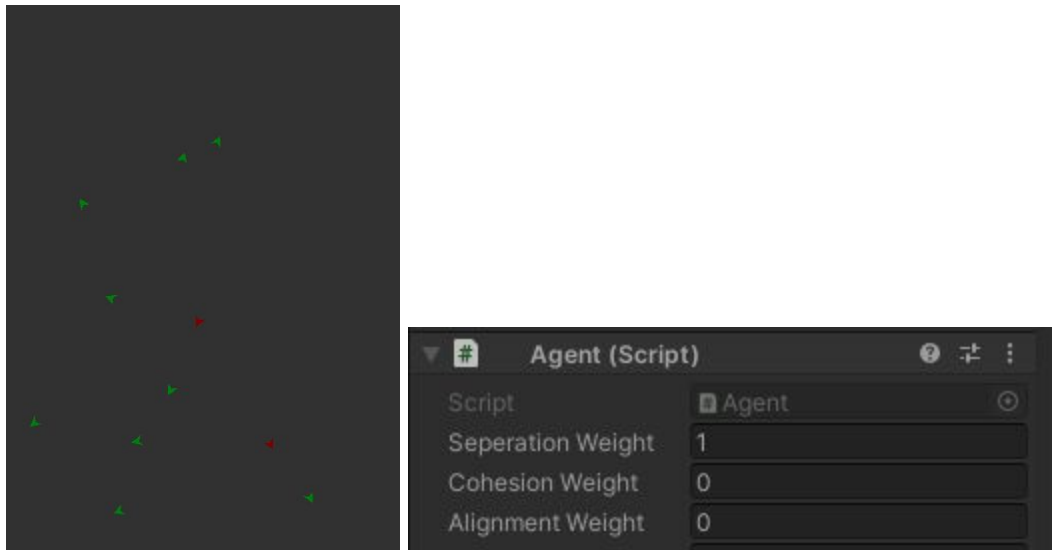 # Agent (Script)
Script # Agent
Seperation Weight 1
Cohesion Weight 0
Alignment Weight 0